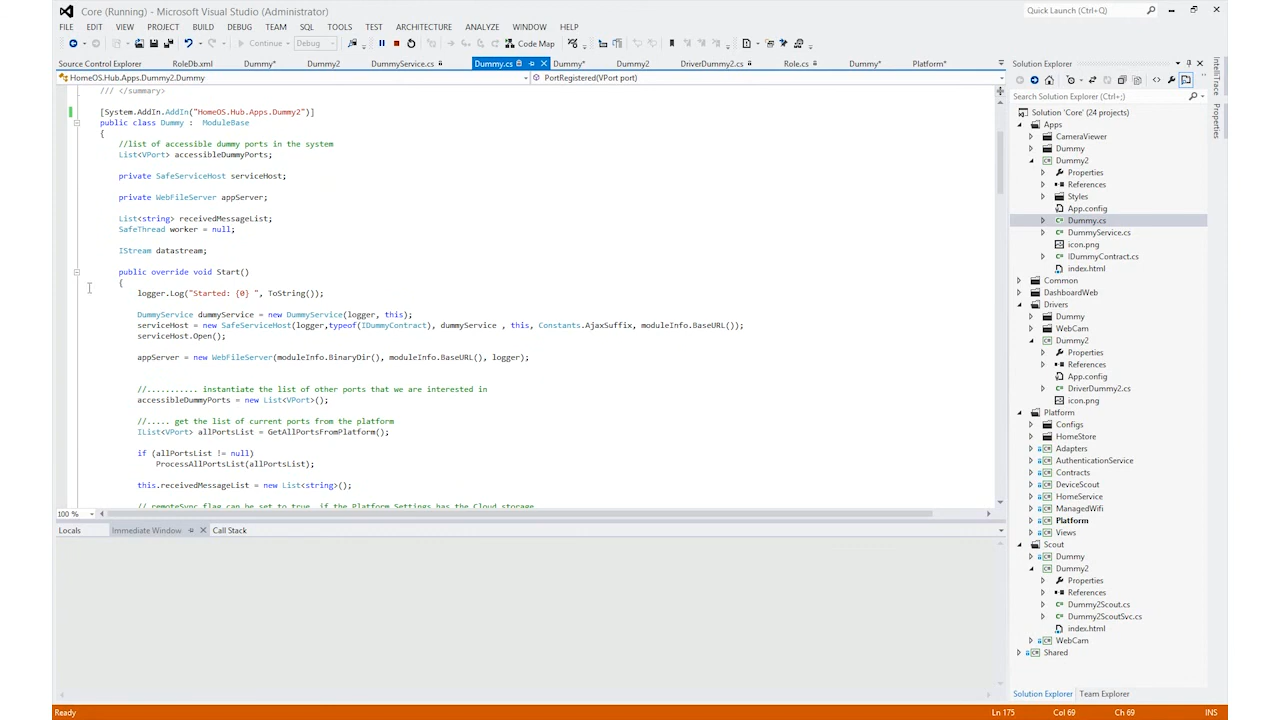 Core (Running) - Microsoft Visual Studio (Administrator)
Quick Launch (Ctrl+Q)
FILE EDIT VIEW PROJECT BUILD DEBUG TEAM SQL TOOLS TEST ARCHITECTURE ANALYZE WINDOW HELP
Continue Debug Code Map
Source Control Explorer RoleDb.xml Dummy* Dummy2 DummyService.cs Dummy.cs Dummy* Dummy2 DriverDummy2.cs Role.cs Dummy* Platform*
HomeOS.Hub.Apps.Dummy2.Dummy PortRegistered(VPort port)
/// </summary>
[System.AddIn.AddIn("HomeOS.Hub.Apps.Dummy2")]
public class Dummy : ModuleBase
{
//list of accessible dummy ports in the system
List<VPort> accessibleDummyPorts;
private SafeServiceHost serviceHost;
private WebFileServer appServer;
List<string> receivedMessageList;
SafeThread worker = null;
IStream datastream;
public override void Start()
{
logger.Log("Started: {0} ", ToString());
DummyService dummyService = new DummyService(logger, this);
serviceHost = new SafeServiceHost(logger,typeof(IDummyContract), dummyService , this, Constants.AjaxSuffix, moduleInfo.BaseURL());
serviceHost.Open();
appServer = new WebFileServer(moduleInfo.BinaryDir(), moduleInfo.BaseURL(), logger);
//........... instantiate the list of other ports that we are interested in
accessibleDummyPorts = new List<VPort>();
//..... get the list of current ports from the platform
IList<VPort> allPortsList = GetAllPortsFromPlatform();
if (allPortsList != null)
ProcessAllPortsList(allPortsList);
this.receivedMessageList = new List<string>();
// remoteSync flag can be set to true, if the Platform Settings has the Cloud storage
100 %
Locals Immediate Window Call Stack
Solution Explorer
Search Solution Explorer (Ctrl+;)
Solution 'Core' (24 projects)
Apps
CameraViewer
Dummy
Dummy2
Properties
References
Styles
App.config
Dummy.cs
DummyService.cs
icon.png
IDummyContract.cs
index.html
Common
DashboardWeb
Drivers
Dummy
WebCam
Dummy2
Properties
References
App.config
DriverDummy2.cs
icon.png
Platform
Configs
HomeStore
Adapters
AuthenticationService
Contracts
DeviceScout
HomeService
ManagedWifi
Platform
Views
Scout
Dummy
Dummy2
Properties
References
Dummy2Scout.cs
Dummy2ScoutSvc.cs
index.html
WebCam
Shared
Solution Explorer Team Explorer
IntelliTrace
Properties
Ready Ln 175 Col 69 Ch 69 INS